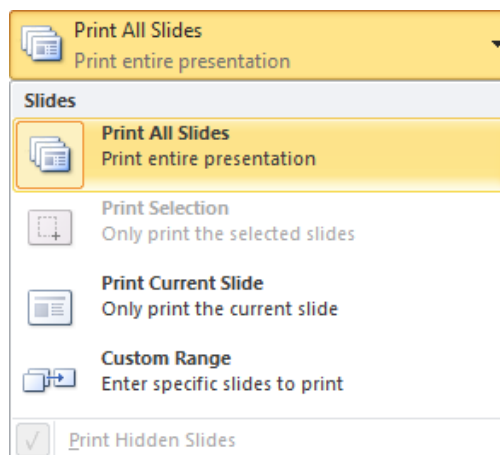 Print All Slides
Print entire presentation
Slides
Print All Slides
Print entire presentation
Print Selection
Only print the selected slides
Print Current Slide
Only print the current slide
Custom Range
Enter specific slides to print
Print Hidden Slides